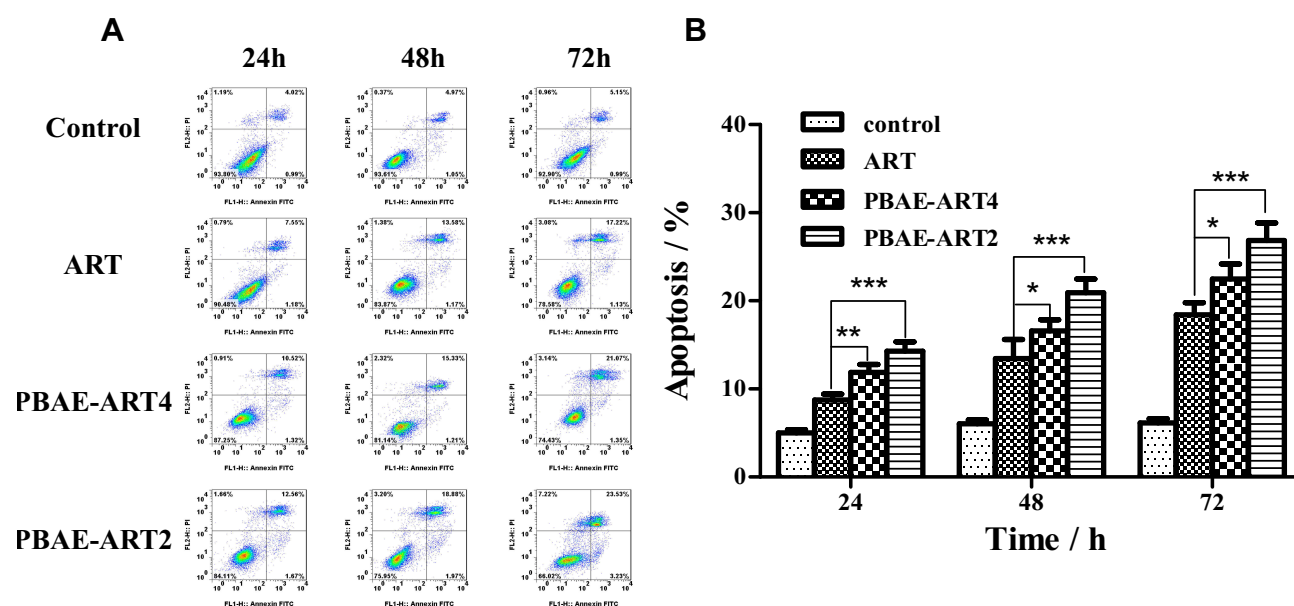 A
B
24h
48h
72h
Control
1.19% 4.02%
93.80% 0.99%
0.37% 4.97%
93.61% 1.05%
0.96% 5.15%
92.90% 0.99%
ART
0.79% 7.55%
90.48% 1.18%
1.38% 13.58%
83.87% 1.17%
3.08% 17.22%
78.58% 1.13%
PBAE-ART4
0.91% 10.52%
87.25% 1.32%
2.32% 15.33%
81.14% 1.21%
3.14% 21.07%
74.43% 1.35%
PBAE-ART2
1.66% 12.56%
84.11% 1.67%
3.20% 18.88%
75.95% 1.97%
7.22% 23.53%
66.02% 3.23%
FL2-H:: PI
FL1-H:: Annexin FITC
control
ART
PBAE-ART4
PBAE-ART2
Apoptosis / %
40
30
20
10
0
** ***
* ***
* ***
24 48 72
Time / h